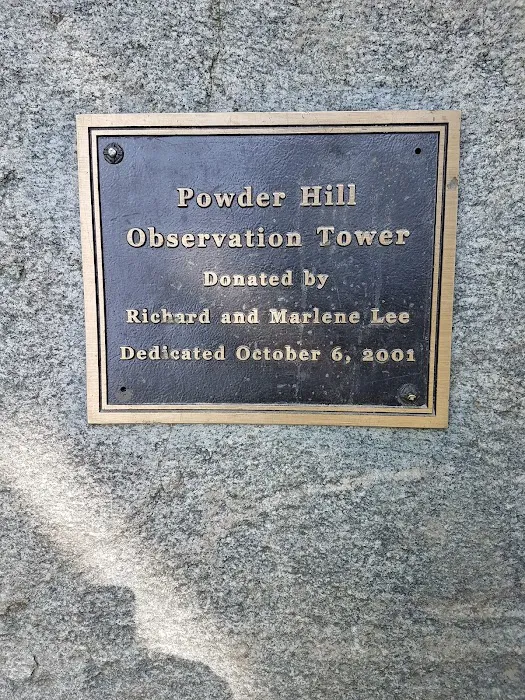 Powder Hill
Observation Tower
Donated by
Richard and Marlene Lee
Dedicated October 6, 2001